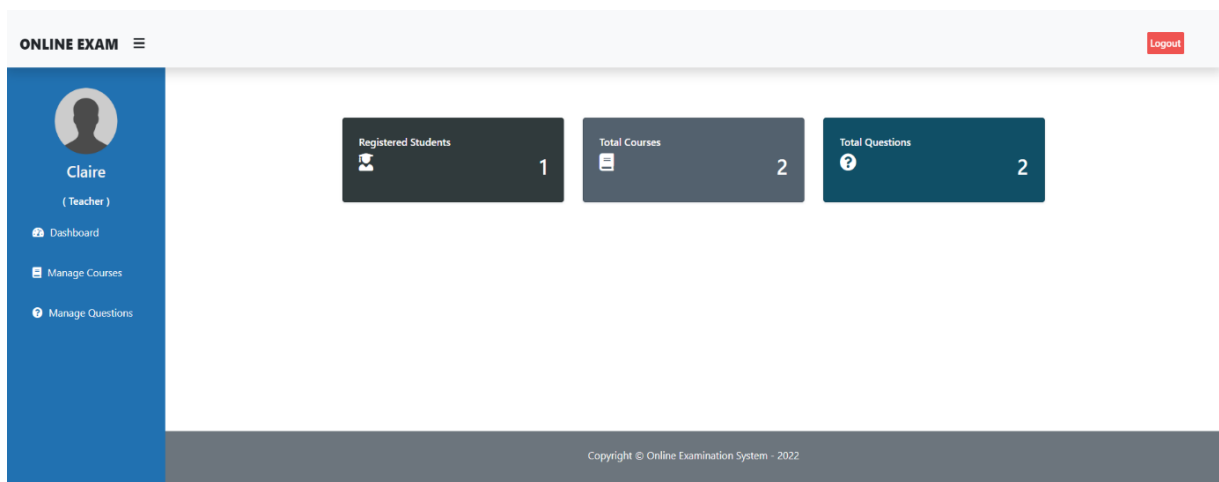 ONLINE EXAM
Logout
Claire
( Teacher )
Dashboard
Manage Courses
Manage Questions
Registered Students
1
Total Courses
2
Total Questions
2
Copyright © Online Examination System - 2022